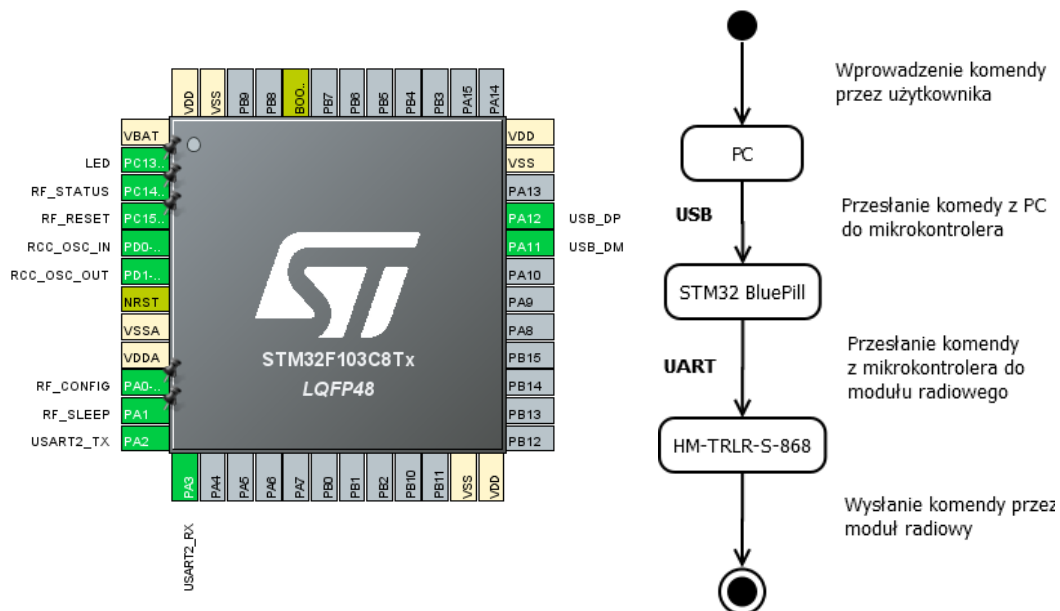 VDD
VSS
PB9
PB8
BOO..
PB7
PB6
PB5
PB4
PB3
PA15
PA14
VBAT
LED PC13..
RF_STATUS PC14..
RF_RESET PC15..
RCC_OSC_IN PD0-..
RCC_OSC_OUT PD1-..
NRST
VSSA
VDDA
RF_CONFIG PA0-..
RF_SLEEP PA1
USART2_TX PA2
STM32F103C8Tx
LQFP48
VDD
VSS
PA13
PA12 USB_DP
PA11 USB_DM
PA10
PA9
PA8
PB15
PB14
PB13
PB12
PA3
PA4
PA5
PA6
PA7
PB0
PB1
PB2
PB10
PB11
VSS
VDD
USART2_RX
Wprowadzenie komendy
przez użytkownika
PC
USB
Przesłanie komedy z PC
do mikrokontrolera
STM32 BluePill
UART
Przesłanie komendy
z mikrokontrolera do
modułu radiowego
HM-TRLR-S-868
Wysłanie komendy przez
moduł radiowy